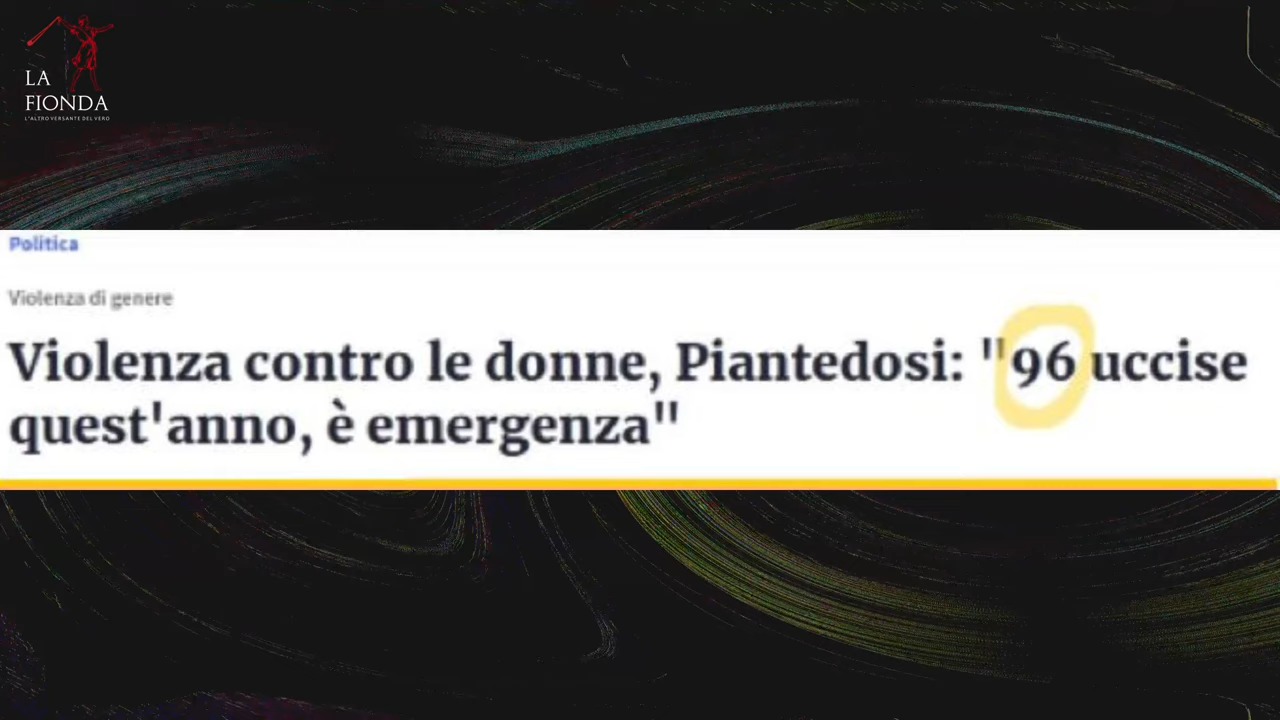 LA
FIONDA
L'ALTRO VERSANTE DEL VERO
Politica
Violenza di genere
Violenza contro le donne, Piantedosi: "96 uccise
quest'anno, è emergenza"